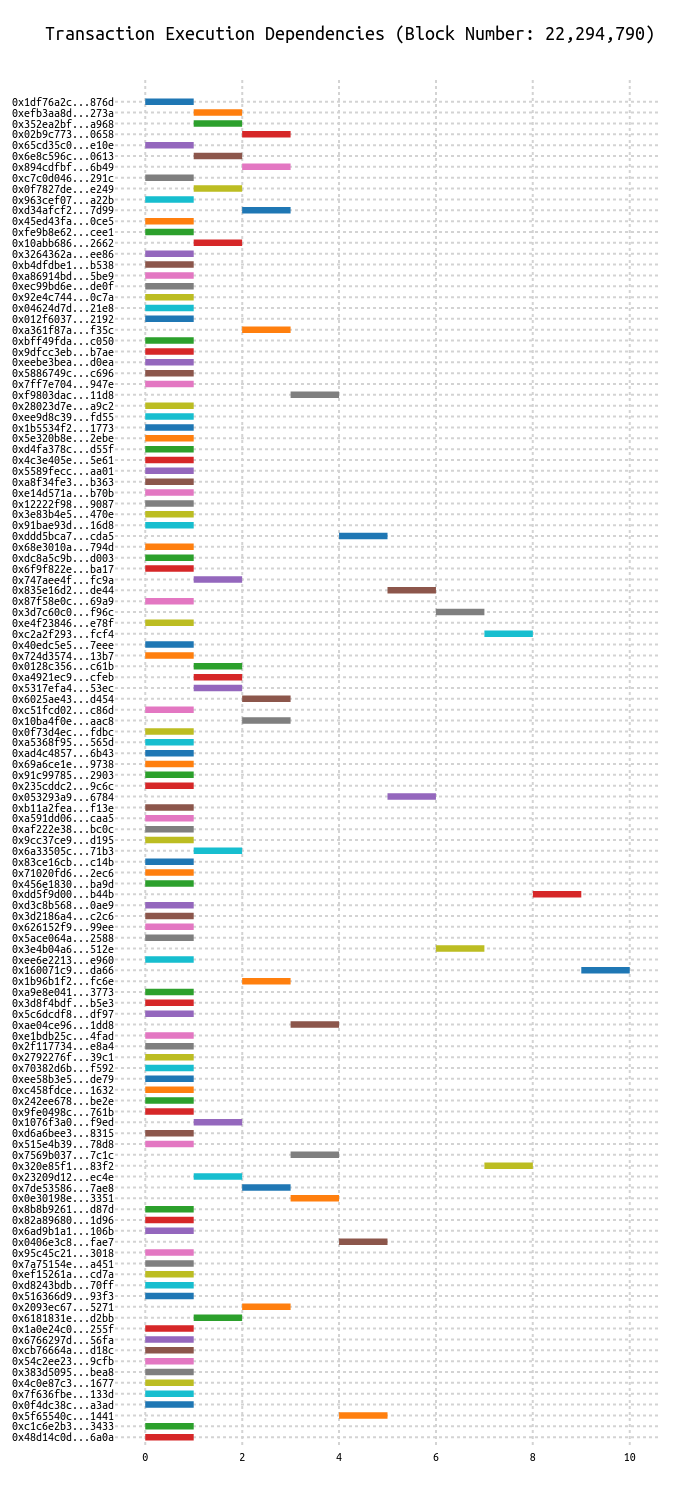 Transaction Execution Dependencies (Block Number: 22,294,790)
0x1df76a2c...876d
0xefb3aa8d...273a
0x352ea2bf...a968
0x02b9c773...0658
0x65cd35c0...e10e
0x6e8c596c...0613
0x894cdfbf...6b49
0xc7c0d046...291c
0x0f7827de...e249
0x963cef07...a22b
0xd34afcf2...7d99
0x45ed43fa...0ce5
0xfe9b8e62...cee1
0x10abb686...2662
0x3264362a...ee86
0xb4dfdbe1...b538
0xa86914bd...5be9
0xec99bd6e...de0f
0x92e4c744...0c7a
0x04624d7d...21e8
0x012f6037...2192
0xa361f87a...f35c
0xbff49fda...c050
0x9dfcc3eb...b7ae
0xeebe3bea...d0ea
0x5886749c...c696
0x7ff7e704...947e
0xf9803dac...11d8
0x28023d7e...a9c2
0xee9d8c39...fd55
0x1b5534f2...1773
0x5e320b8e...2ebe
0xd4fa378c...d55f
0x4c3e405e...5e61
0x5589fecc...aa01
0xa8f34fe3...b363
0xe14d571a...b70b
0x12222f98...9087
0x3e83b4e5...470e
0x91bae93d...16d8
0xddd5bca7...cda5
0x68e3010a...794d
0xdc8a5c9b...d003
0x6f9f822e...ba17
0x747aee4f...fc9a
0x835e16d2...de44
0x87f58e0c...69a9
0x3d7c60c0...f96c
0xe4f23846...e78f
0xc2a2f293...fcf4
0x40edc5e5...7eee
0x724d3574...13b7
0x0128c356...c61b
0xa4921ec9...cfeb
0x5317efa4...53ec
0x6025ae43...d454
0xc51fcd02...c86d
0x10ba4f0e...aac8
0x0f73d4ec...fdbc
0xa5368f95...565d
0xad4c4857...6b43
0x69a6ce1e...9738
0x91c99785...2903
0x235cddc2...9c6c
0x053293a9...6784
0xb11a2fea...f13e
0xa591dd06...caa5
0xaf222e38...bc0c
0x9cc37ce9...d195
0x6a33505c...71b3
0x83ce16cb...c14b
0x71020fd6...2ec6
0x456e1830...ba9d
0xdd5f9d00...b44b
0xd3c8b568...0ae9
0x3d2186a4...c2c6
0x626152f9...99ee
0x5ace064a...2588
0x3e4b04a6...512e
0xee6e2213...e960
0x160071c9...da66
0x1b96b1f2...fc6e
0xa9e8e041...3773
0x3d8f4bdf...b5e3
0x5c6dcdf8...df97
0xae04ce96...1dd8
0xe1bdb25c...4fad
0x2f117734...e8a4
0x2792276f...39c1
0x70382d6b...f592
0xee58b3e5...de79
0xc458fdce...1632
0x242ee678...be2e
0x9fe0498c...761b
0x1076f3a0...f9ed
0xd6a6bee3...8315
0x515e4b39...78d8
0x7569b037...7c1c
0x320e85f1...83f2
0x23209d12...ec4e
0x7de53586...7ae8
0x0e30198e...3351
0x8b8b9261...d87d
0x82a89680...1d96
0x6ad9b1a1...106b
0x0406e3c8...fae7
0x95c45c21...3018
0x7a75154e...a451
0xef15261a...cd7a
0xd8243bdb...70ff
0x516366d9...93f3
0x2093ec67...5271
0x6181831e...d2bb
0x1a0e24c0...255f
0x6766297d...56fa
0xcb76664a...d18c
0x54c2ee23...9cfb
0x383d5095...bea8
0x4c0e87c3...1677
0x7f636fbe...133d
0x0f4dc38c...a3ad
0x5f65540c...1441
0xc1c6e2b3...3433
0x48d14c0d...6a0a
0 2 4 6 8 10